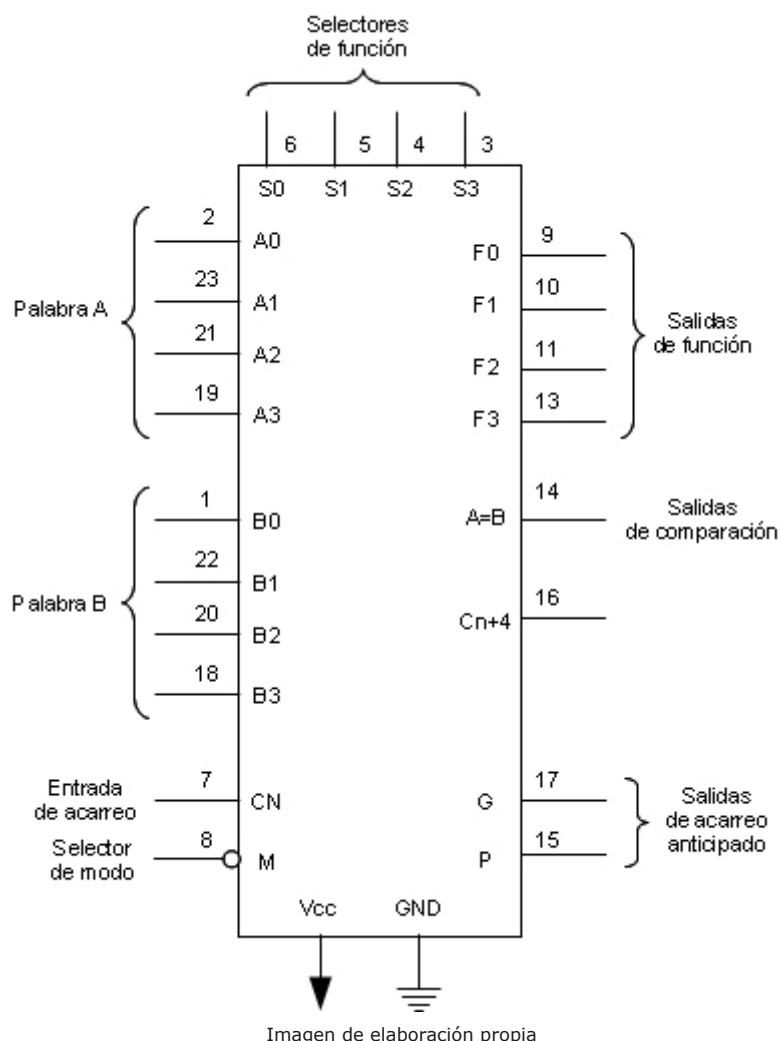 Selectores
de función
6 5 4 3
S0 S1 S2 S3
2
A0
23
A1
Palabra A
21
A2
19
A3
9
F0
10
F1
Salidas
de función
11
F2
13
F3
1
B0
22
B1
Palabra B
20
B2
18
B3
14
A=B
Salidas
de comparación
16
Cn+4
Entrada
de acarreo
7
CN
Selector
de modo
8
M
17
G
Salidas
de acarreo
anticipado
15
P
Vcc GND
Imagen de elaboración propia